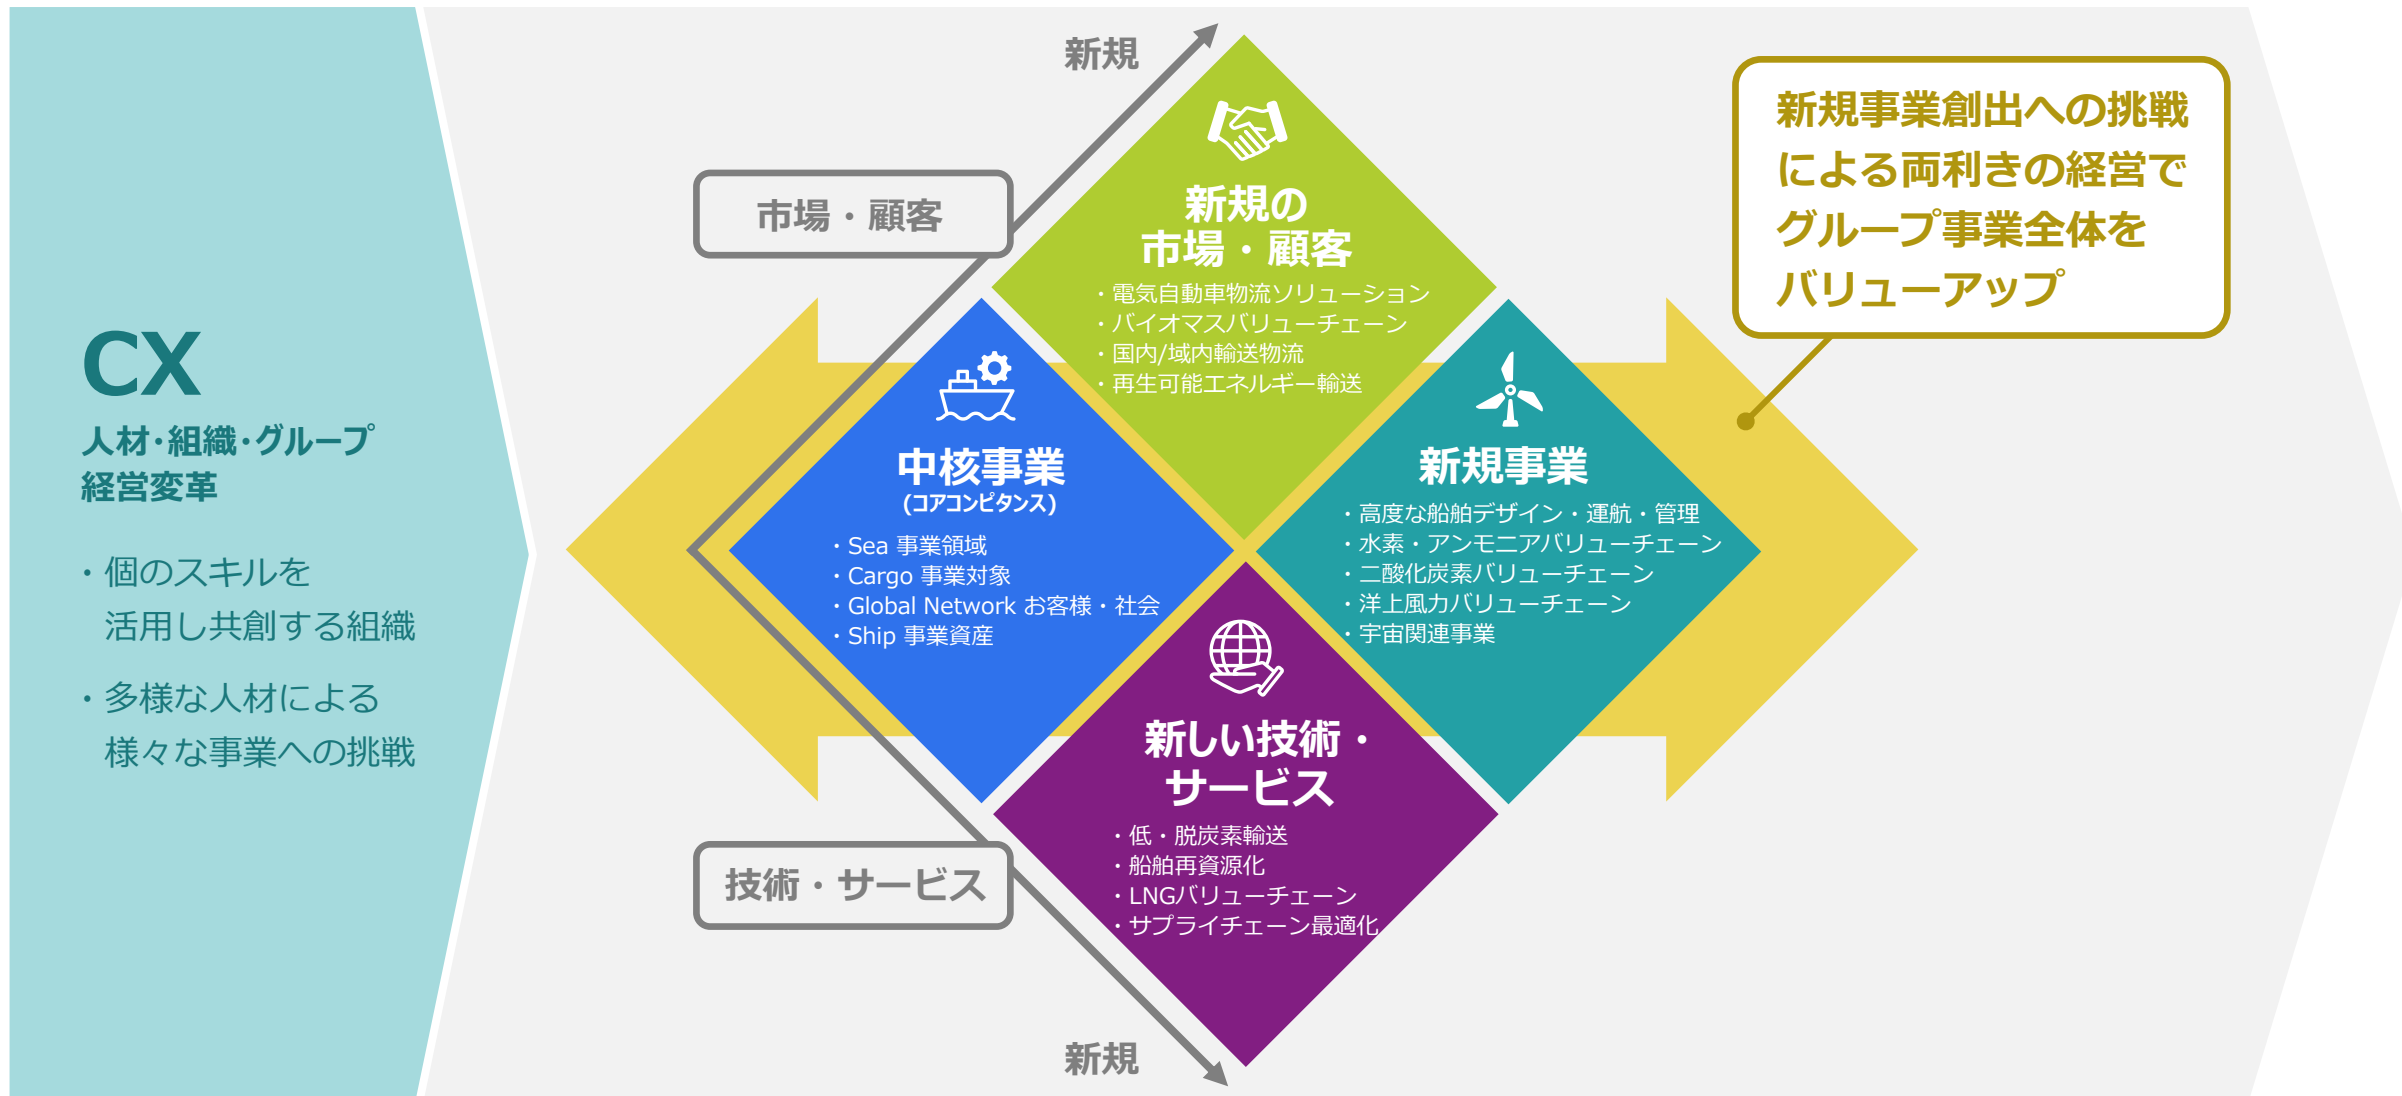 CX
人材・組織・グループ
経営変革
・個のスキルを
活用し共創する組織
・多様な人材による
様々な事業への挑戦
新規
市場・顧客
技術・サービス
新規
新規の
市場・顧客
・電気自動車物流ソリューション
・バイオマスバリューチェーン
・国内/域内輸送物流
・再生可能エネルギー輸送
中核事業
(コアコンピタンス)
・Sea 事業領域
・Cargo 事業対象
・Global Network お客様・社会
・Ship 事業資産
新規事業
・高度な船舶デザイン・運航・管理
・水素・アンモニアバリューチェーン
・二酸化炭素バリューチェーン
・洋上風力バリューチェーン
・宇宙関連事業
新しい技術・
サービス
・低・脱炭素輸送
・船舶再資源化
・LNGバリューチェーン
・サプライチェーン最適化
新規事業創出への挑戦
による両利きの経営で
グループ事業全体を
バリューアップ